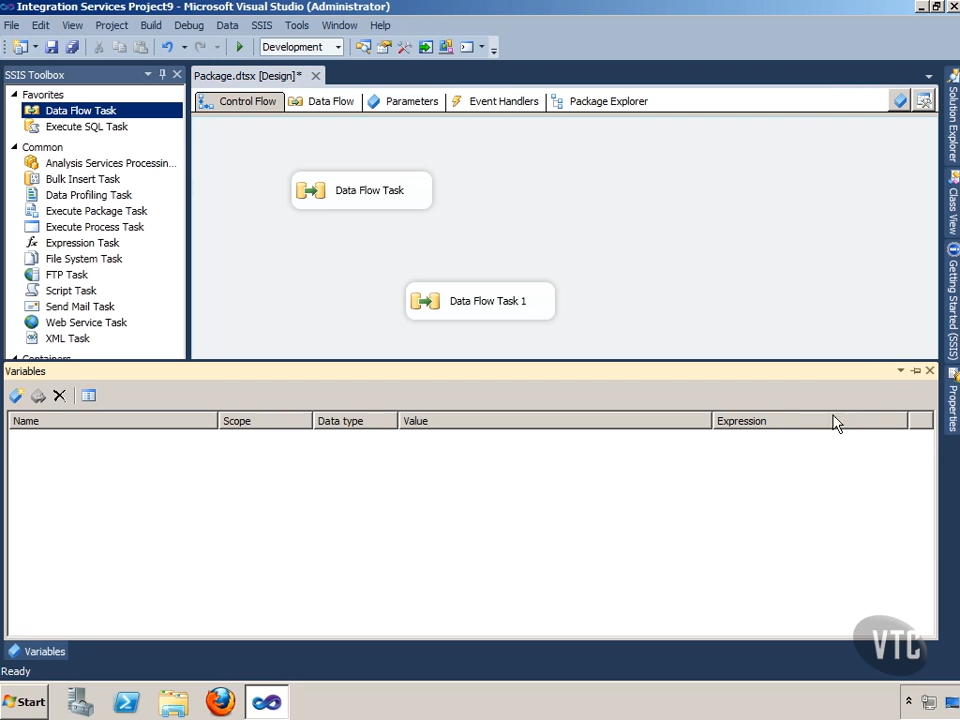 Integration Services Project9 - Microsoft Visual Studio (Administrator)
File Edit View Project Build Debug Data SSIS Tools Window Help
Development
SSIS Toolbox
Package.dtsx [Design]*
Control Flow Data Flow Parameters Event Handlers Package Explorer
Favorites
Data Flow Task
Execute SQL Task
Common
Analysis Services Processin...
Bulk Insert Task
Data Profiling Task
Execute Package Task
Execute Process Task
Expression Task
File System Task
FTP Task
Script Task
Send Mail Task
Web Service Task
XML Task
Containers
Data Flow Task
Data Flow Task 1
Solution Explorer
Class View
Getting Started (SSIS)
Properties
Variables
Name Scope Data type Value Expression
VTC
Variables
Ready
Start